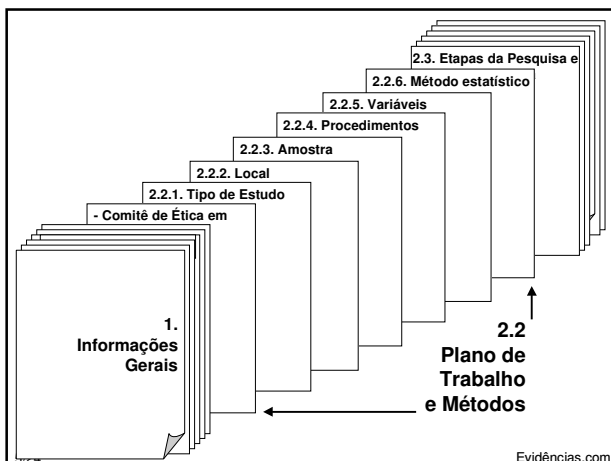 2.3. Etapas da Pesquisa e
2.2.6. Método estatístico
2.2.5. Variáveis
2.2.4. Procedimentos
2.2.3. Amostra
2.2.2. Local
2.2.1. Tipo de Estudo
- Comitê de Ética em
1.
Informações
Gerais
2.2
Plano de
Trabalho
e Métodos
Evidências.com